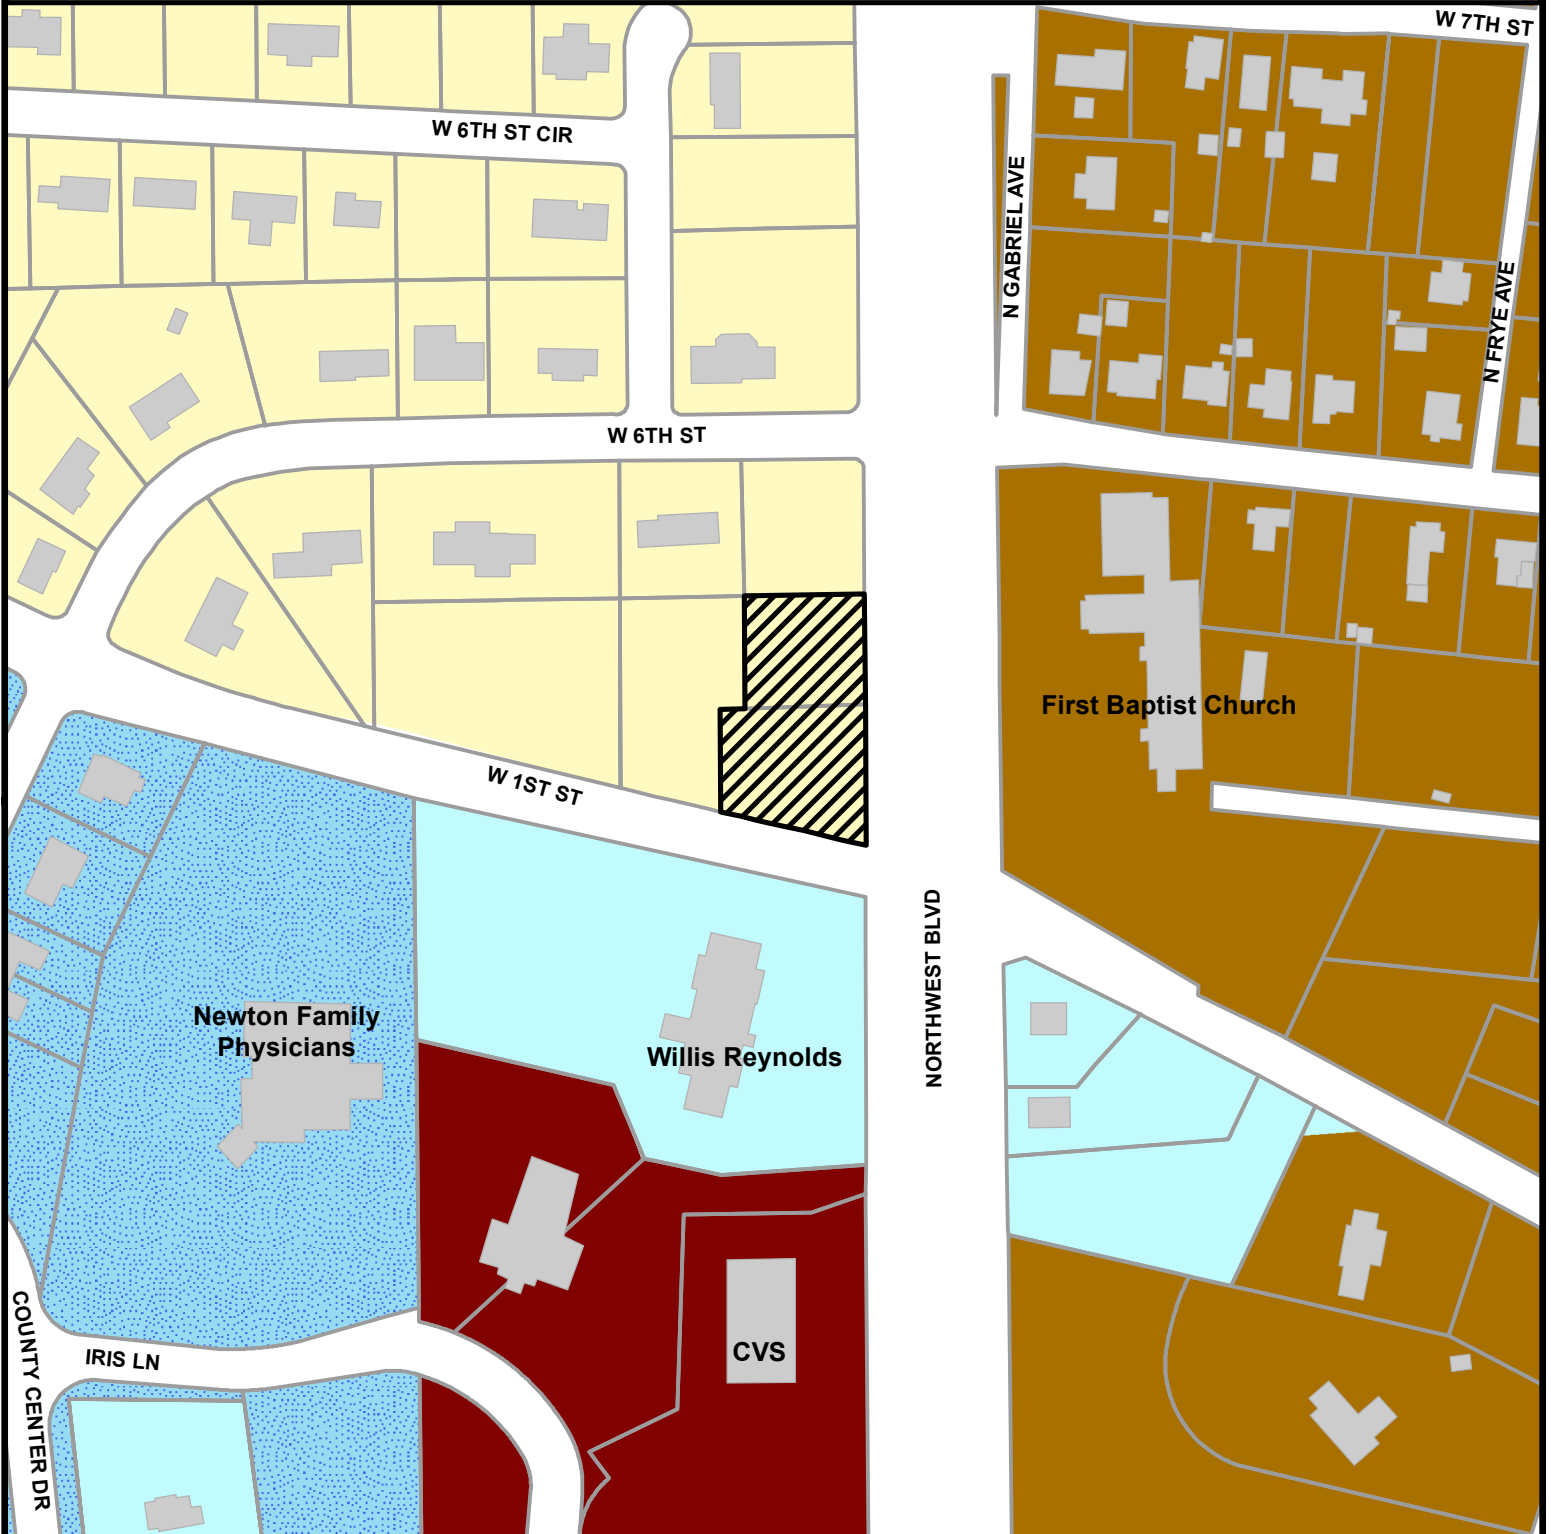 W 7TH ST
W 6TH ST CIR
N GABRIEL AVE
N FRYE AVE
W 6TH ST
First Baptist Church
W 1ST ST
NORTHWEST BLVD
Newton Family
Physicians
Willis Reynolds
CVS
COUNTY CENTER DR
IRIS LN